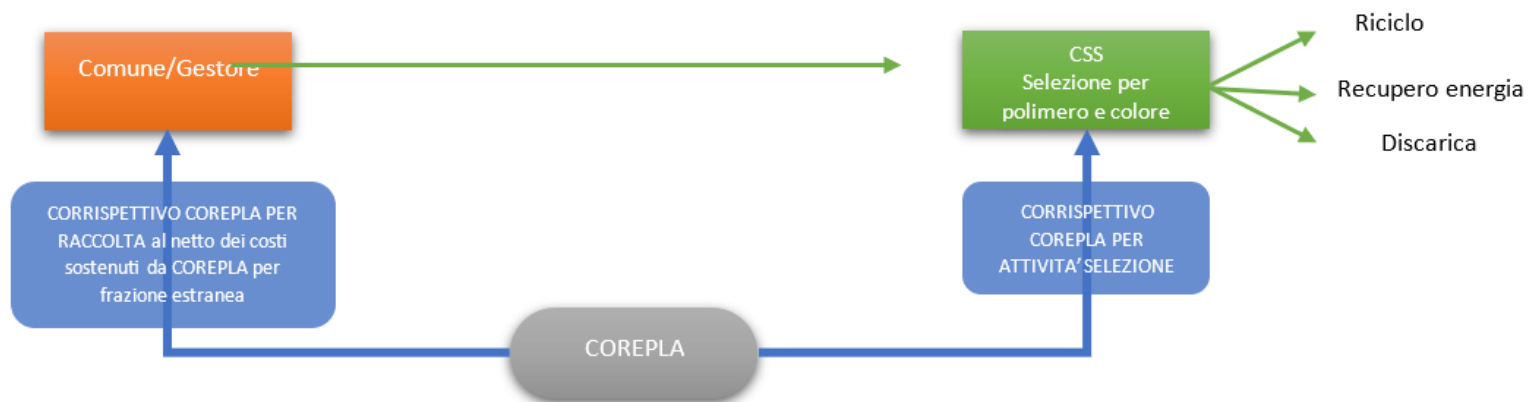 Comune/Gestore
CSS
Selezione per
polimero e colore
Riciclo
Recupero energia
Discarica
CORRISPETTIVO COREPLA PER
RACCOLTA al netto dei costi
sostenuti da COREPLA per
frazione estranea
CORRISPETTIVO
COREPLA PER
ATTIVITA’ SELEZIONE
COREPLA